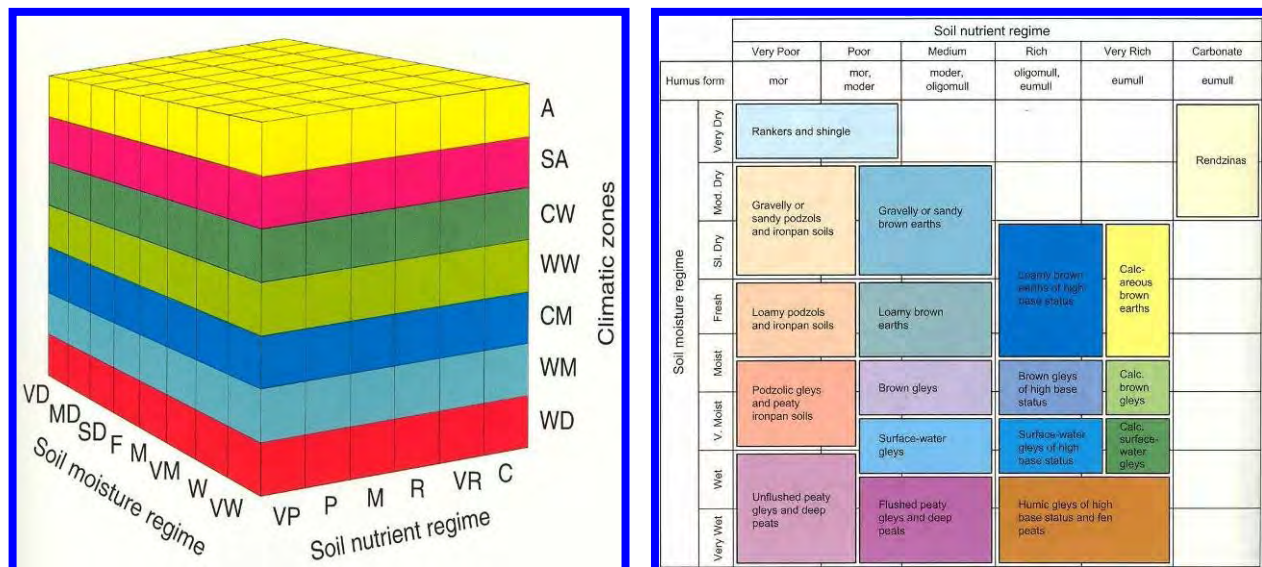 A
SA
CW
WW
CM
WM
WD
Climatic zones
VD
MD
SD
F
M
VM
W
VW
Soil moisture regime
VP
P
M
R
VR
C
Soil nutrient regime
Soil nutrient regime
Very Poor
Poor
Medium
Rich
Very Rich
Carbonate
Humus form
mor
mor,
moder
moder,
oligomull
oligomull,
eumull
eumull
eumull
Soil moisture regime
Very Dry
Mod. Dry
Sl. Dry
Fresh
Moist
V. Moist
Wet
Very Wet
Rankers and shingle
Rendzinas
Gravelly or
sandy podzols
and ironpan soils
Gravelly or sandy
brown earths
Loamy brown
earths of high
base status
Calc-
areous
brown
earths
Loamy podzols
and ironpan soils
Loamy brown
earths
Podzolic gleys
and peaty
ironpan soils
Brown gleys
Brown gleys
of high base
status
Calc.
brown
gleys
Surface-water
gleys
Surface-water
gleys of high
base status
Calc.
surface-
water
gleys
Unflushed peaty
gleys and deep
peats
Flushed peaty
gleys and deep
peats
Humic gleys of high
base status and fen
peats